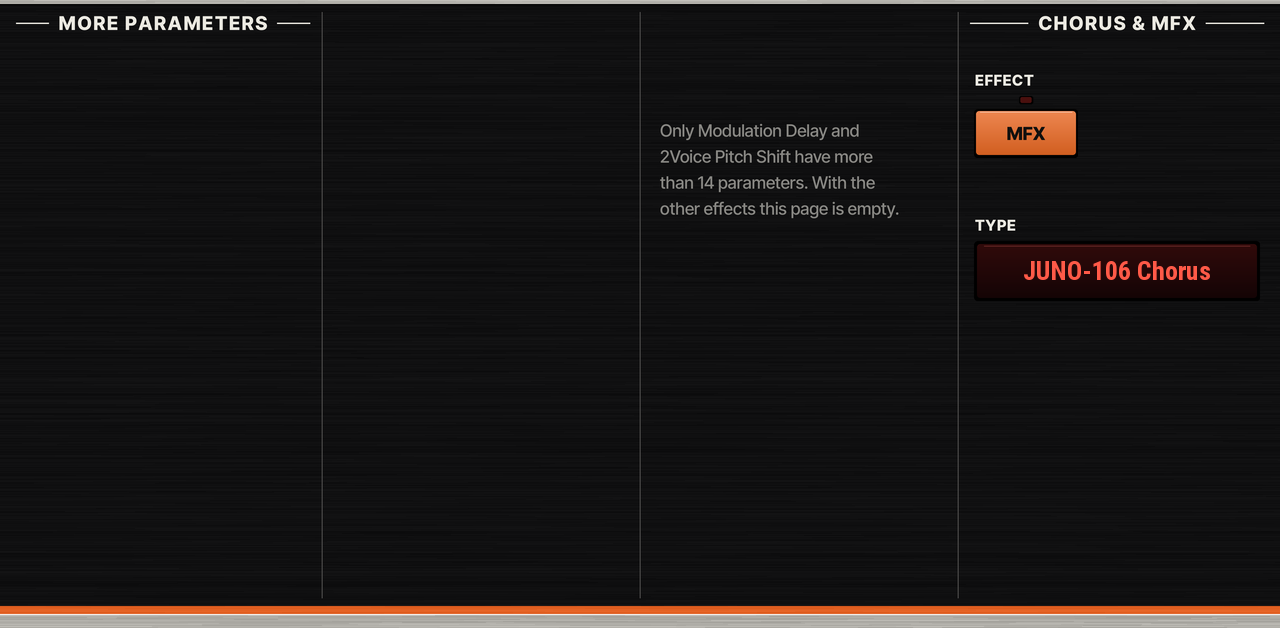 MORE PARAMETERS
CHORUS & MFX
EFFECT
MFX
Only Modulation Delay and
2Voice Pitch Shift have more
than 14 parameters. With the
other effects this page is empty.
TYPE
JUNO-106 Chorus